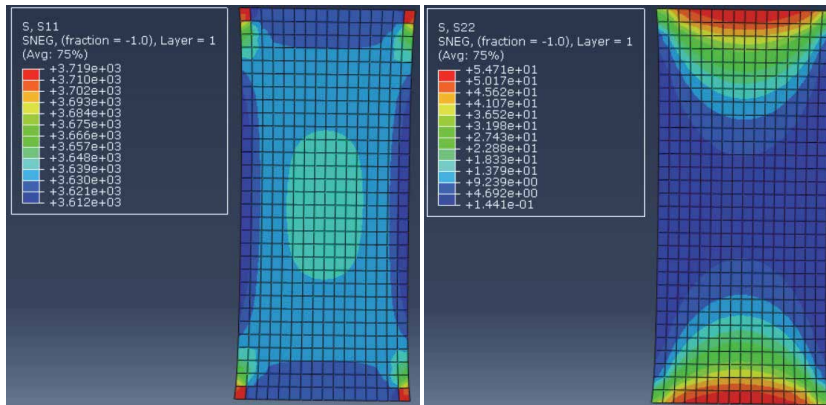 S, S11
SNEG, (fraction = -1.0), Layer = 1
(Avg: 75%)
+3.719e+03
+3.710e+03
+3.702e+03
+3.693e+03
+3.684e+03
+3.675e+03
+3.666e+03
+3.657e+03
+3.648e+03
+3.639e+03
+3.630e+03
+3.621e+03
+3.612e+03
S, S22
SNEG, (fraction = -1.0), Layer = 1
(Avg: 75%)
+5.471e+01
+5.017e+01
+4.562e+01
+4.107e+01
+3.652e+01
+3.198e+01
+2.743e+01
+2.288e+01
+1.833e+01
+1.379e+01
+9.239e+00
+4.692e+00
+1.441e-01